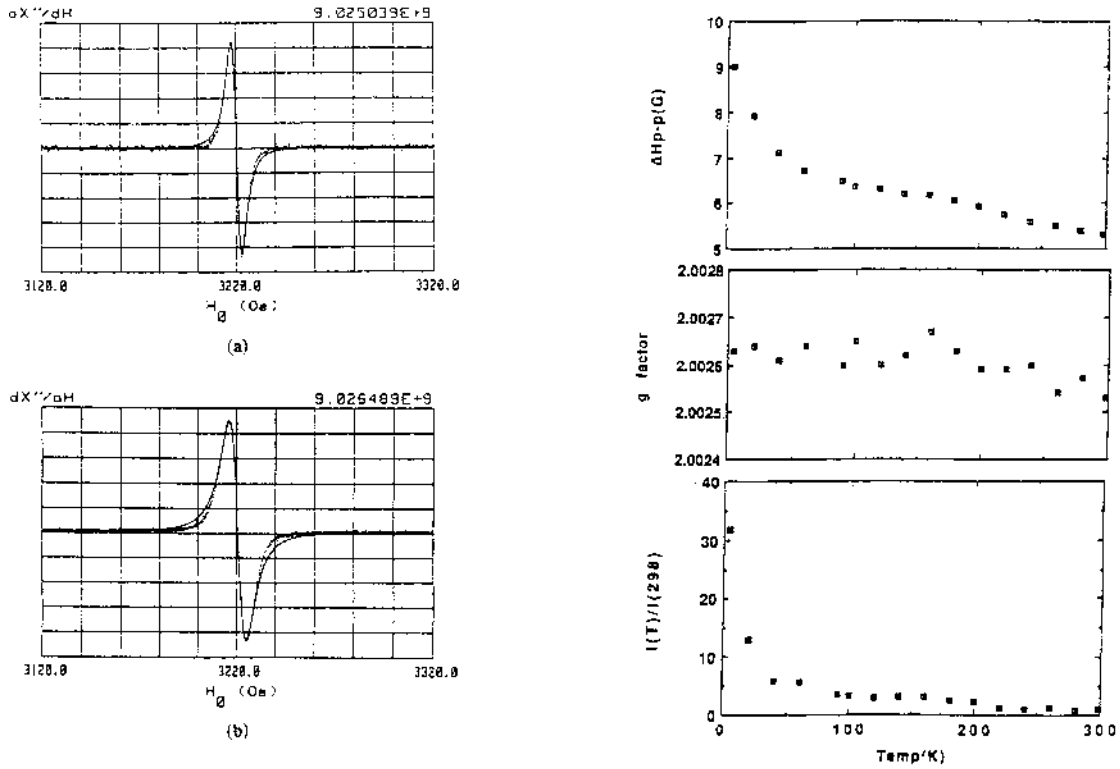 dX''/dH 9.025039E+9
3120.0 3220.0 3320.0
H0 (Oe)
(a)
dX''/dH 9.026489E+9
3120.0 3220.0 3320.0
H0 (Oe)
(b)
10
9
8
7
6
5
ΔHp-p(G)
2.0028
2.0027
2.0026
2.0025
2.0024
g factor
40
30
20
10
0
I(T)/I(298)
0 100 200 300
Temp(K)